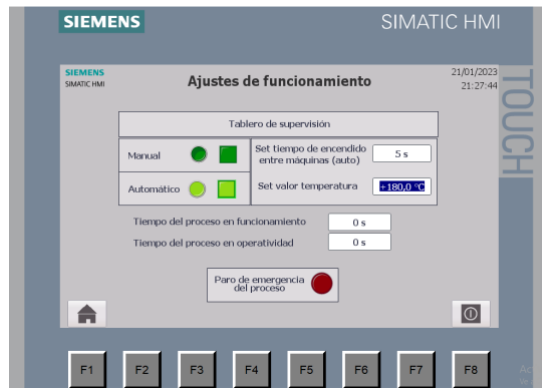 SIEMENS
SIMATIC HMI
TOUCH
SIEMENS
SIMATIC HMI
Ajustes de funcionamiento
21/01/2023
21:27:44
Tablero de supervisión
Manual
Automático
Set tiempo de encendido
entre máquinas (auto)
5 s
Set valor temperatura
+180,0 °C
Tiempo del proceso en funcionamiento
0 s
Tiempo del proceso en operatividad
0 s
Paro de emergencia
del proceso
F1
F2
F3
F4
F5
F6
F7
F8